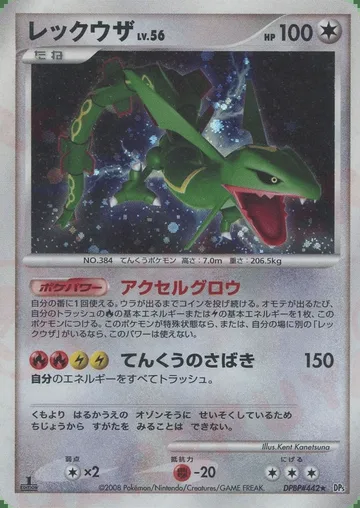 レックウザ LV.56 HP 100
たね
NO.384 てんくうポケモン 高さ:7.0m 重さ:206.5kg
ポケパワー アクセルグロウ
自分の番に1回使える。ウラが出るまでコインを投げ続ける。オモテが出るたび、
自分のトラッシュの の基本エネルギーまたは の基本エネルギーを1枚、この
ポケモンにつける。このポケモンが特殊状態なら、または自分の場に別の「レッ
クウザ」がいるなら、このパワーは使えない。
てんくうのさばき 150
自分のエネルギーをすべてトラッシュ。
くもより はるかうえの オゾンそうに せいそくしているため
ちじょうから すがたを みることは できない。
Illus.Kent Kanetsuna
弱点 ×2 抵抗力 -20 にげる
1 EDITION ©2008 Pokémon/Nintendo/Creatures/GAME FREAK. DPBP#442★ DPs